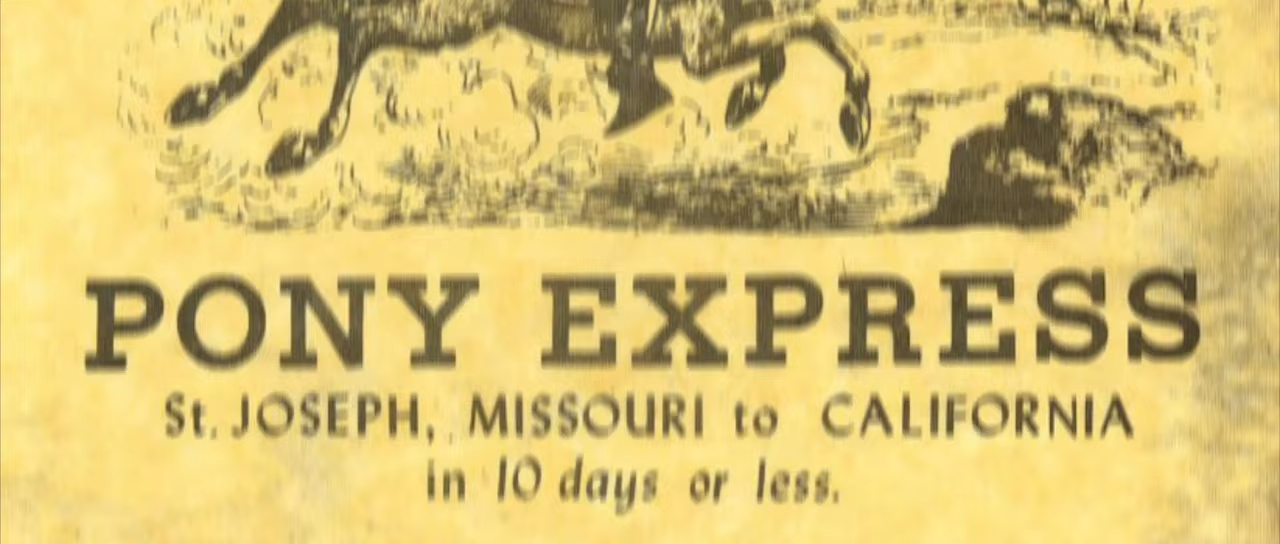 PONY EXPRESS
St. JOSEPH, MISSOURI to CALIFORNIA
in 10 days or less.